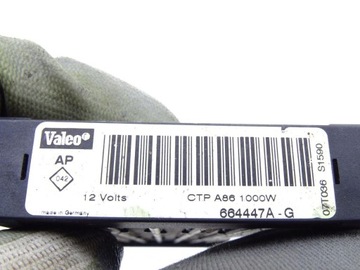 Valeo
AP
042
12 Volts
CTP A86 1000W
Made in Germany
664447A-G
07T036 S1590